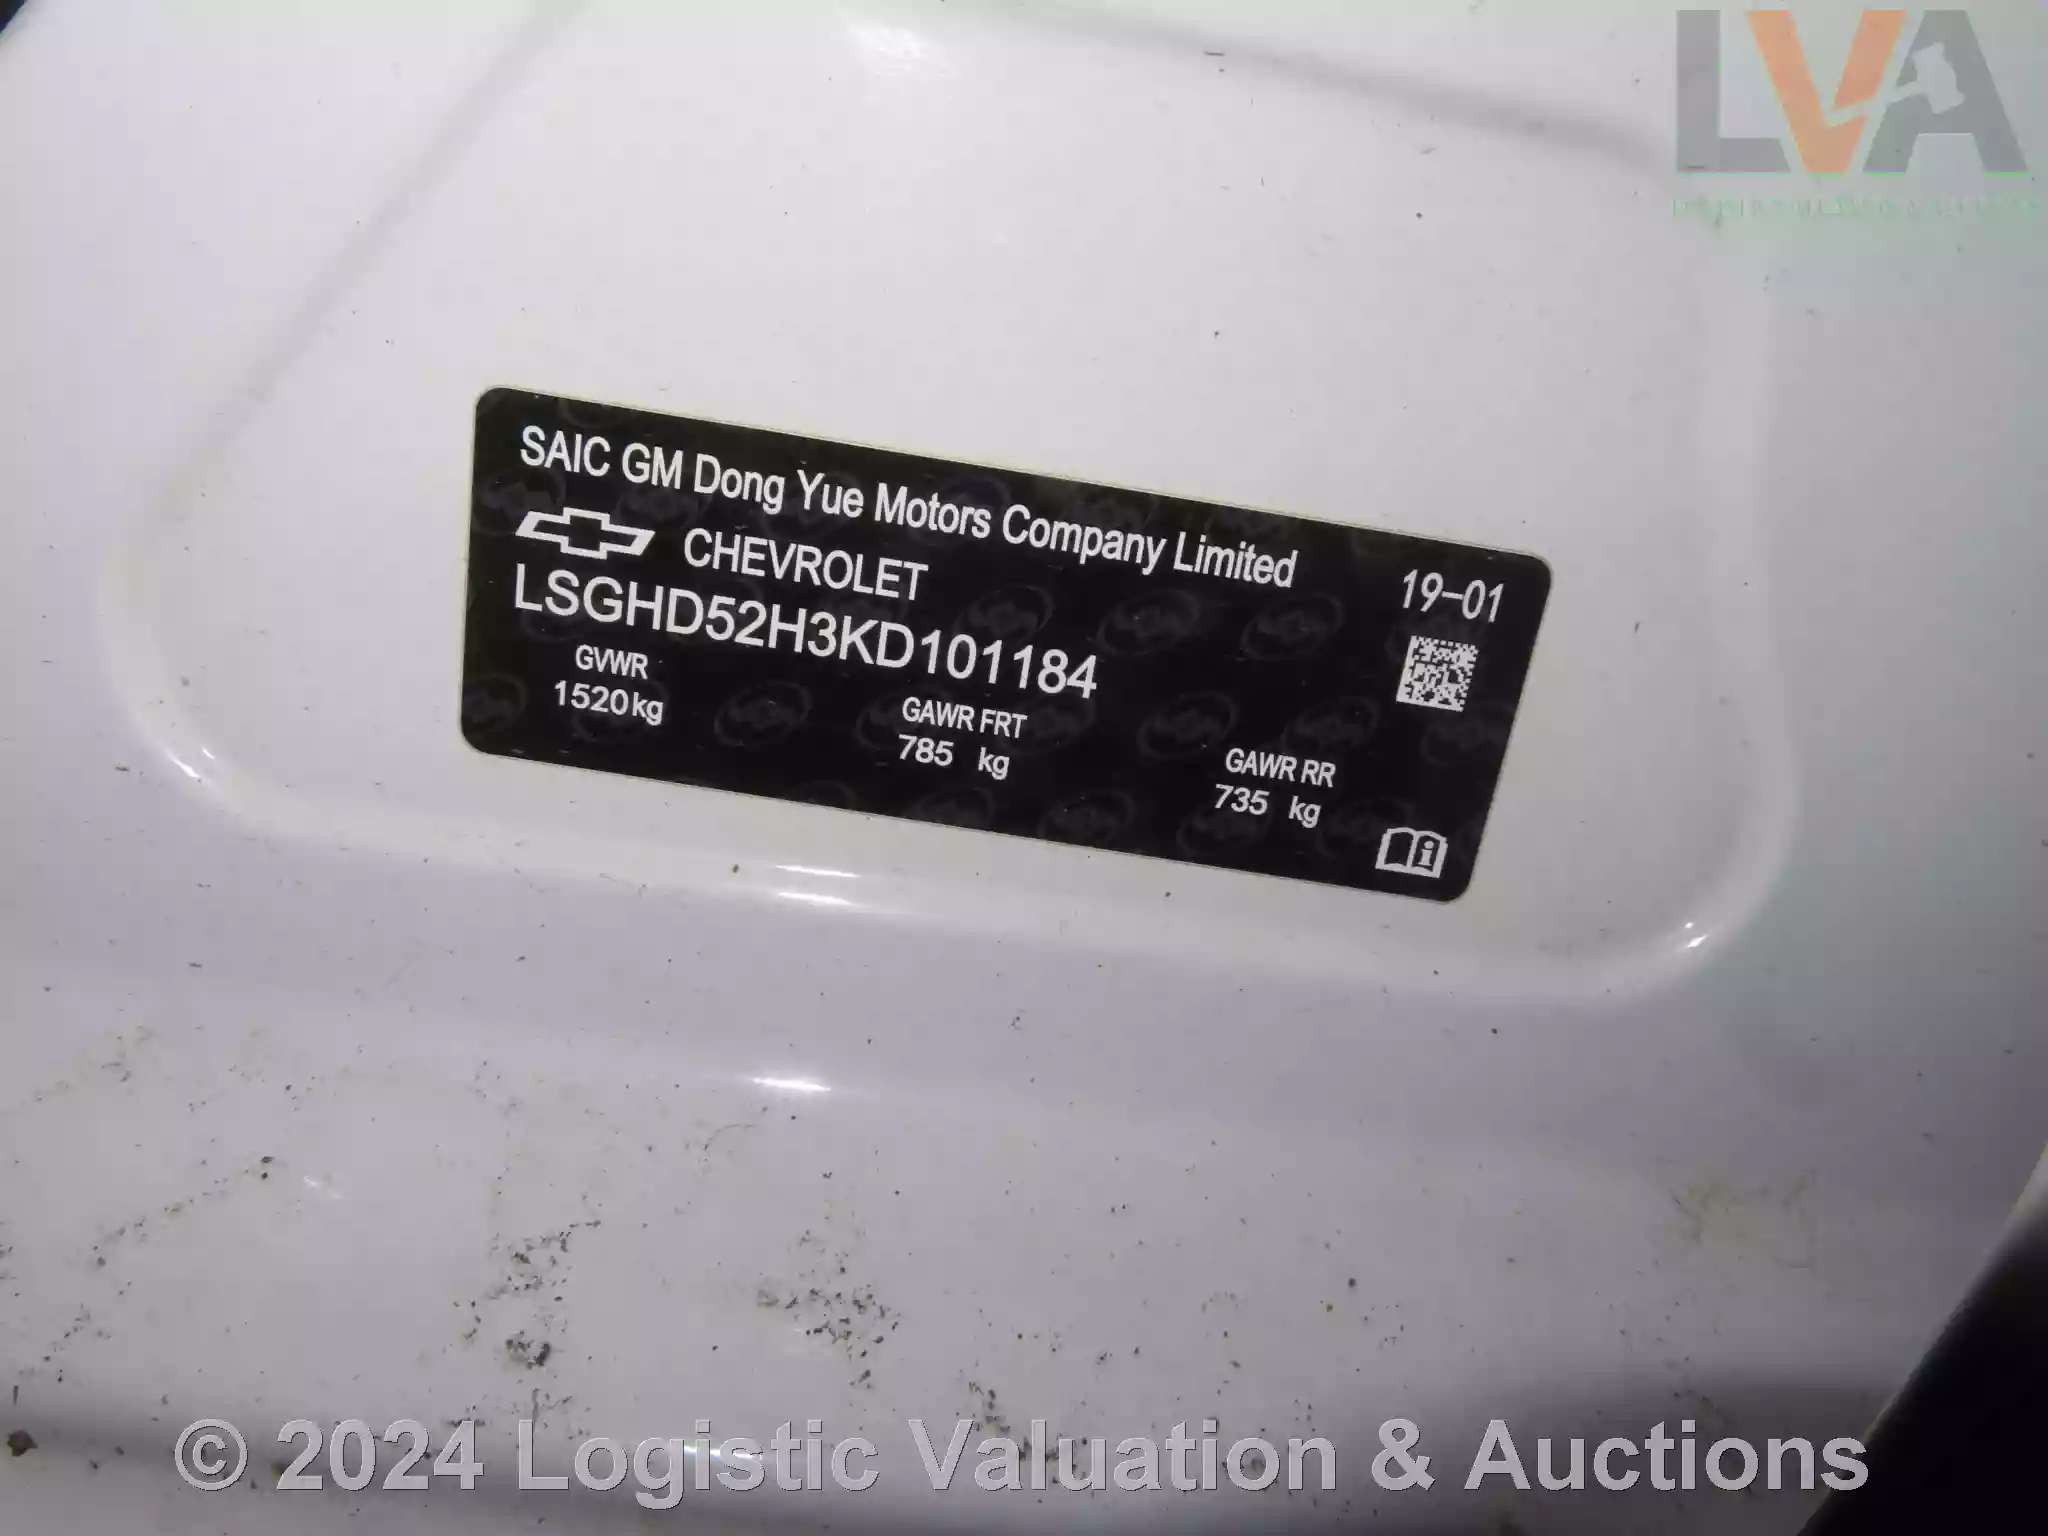 LVA
SAIC GM Dong Yue Motors Company Limited
CHEVROLET
19-01
LSGHD52H3KD101184
GVWR
1520kg
GAWR FRT
785 kg
GAWR RR
735 kg
© 2024 Logistic Valuation & Auctions